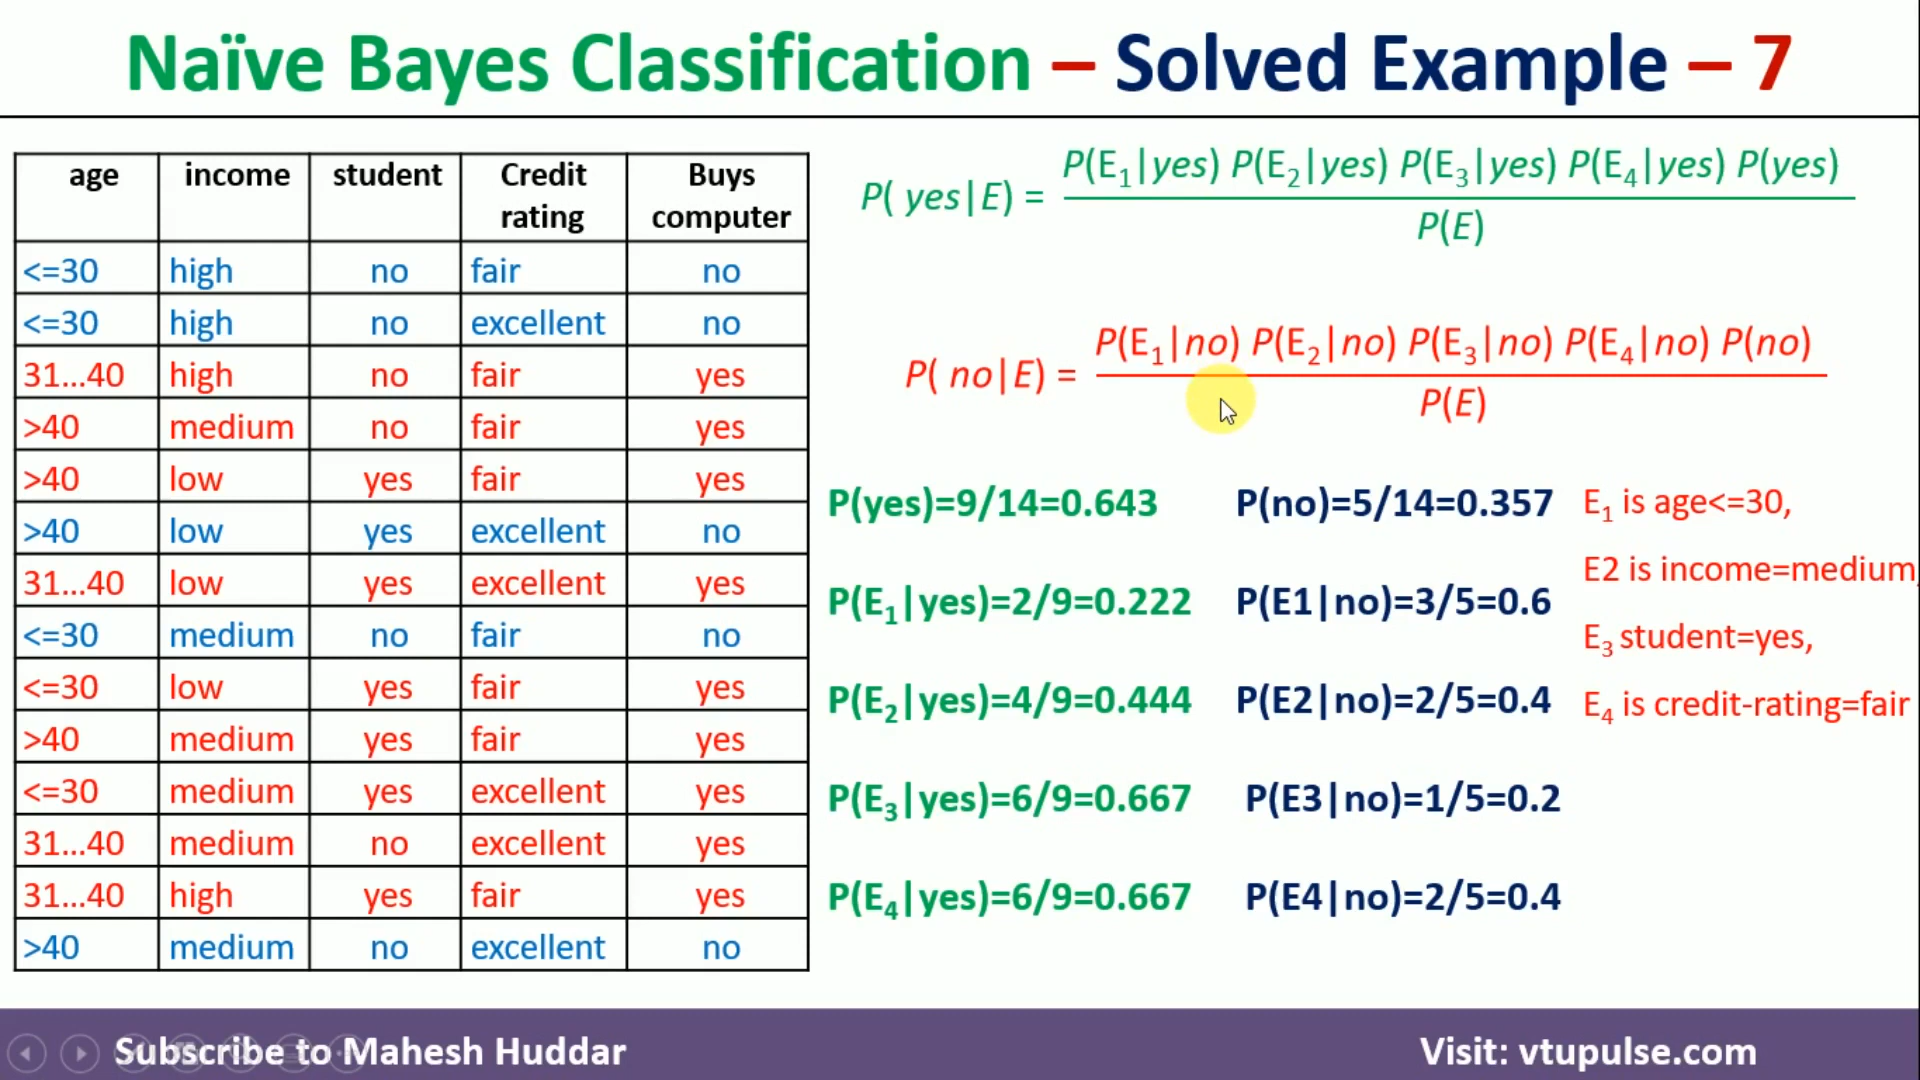 Naïve Bayes Classification – Solved Example – 7
age income student Credit rating Buys computer
<=30 high no fair no
<=30 high no excellent no
31...40 high no fair yes
>40 medium no fair yes
>40 low yes fair yes
>40 low yes excellent no
31...40 low yes excellent yes
<=30 medium no fair no
<=30 low yes fair yes
>40 medium yes fair yes
<=30 medium yes excellent yes
31...40 medium no excellent yes
31...40 high yes fair yes
>40 medium no excellent no
P( yes|E) = P(E₁|yes) P(E₂|yes) P(E₃|yes) P(E₄|yes) P(yes) / P(E)
P( no|E) = P(E₁|no) P(E₂|no) P(E₃|no) P(E₄|no) P(no) / P(E)
P(yes)=9/14=0.643 P(no)=5/14=0.357 E₁ is age<=30,
E2 is income=medium,
P(E₁|yes)=2/9=0.222 P(E1|no)=3/5=0.6
E₃ student=yes,
P(E₂|yes)=4/9=0.444 P(E2|no)=2/5=0.4 E₄ is credit-rating=fair
P(E₃|yes)=6/9=0.667 P(E3|no)=1/5=0.2
P(E₄|yes)=6/9=0.667 P(E4|no)=2/5=0.4
Subscribe to Mahesh Huddar Visit: vtupulse.com